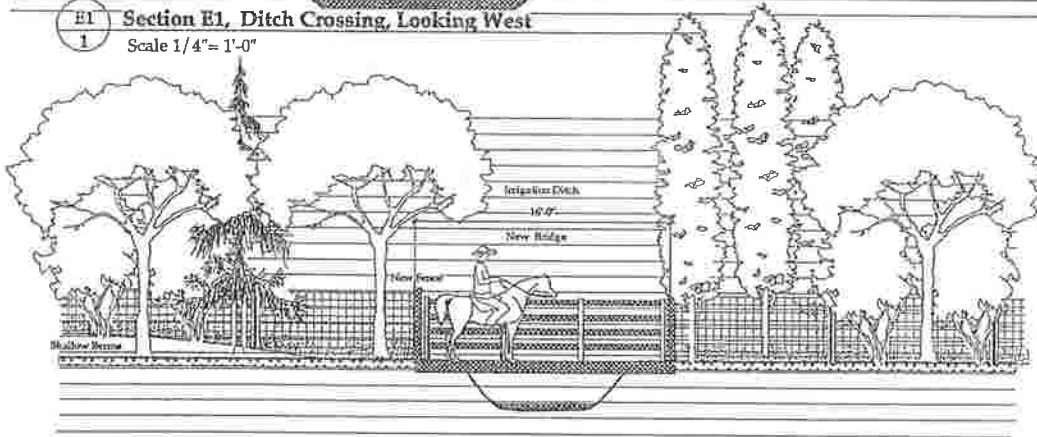 E1
1
Section E1, Ditch Crossing, Looking West
Scale 1/4"= 1'-0"
Irrigation Ditch
16'-0"
New Bridge
New Fence
Shallow Berms